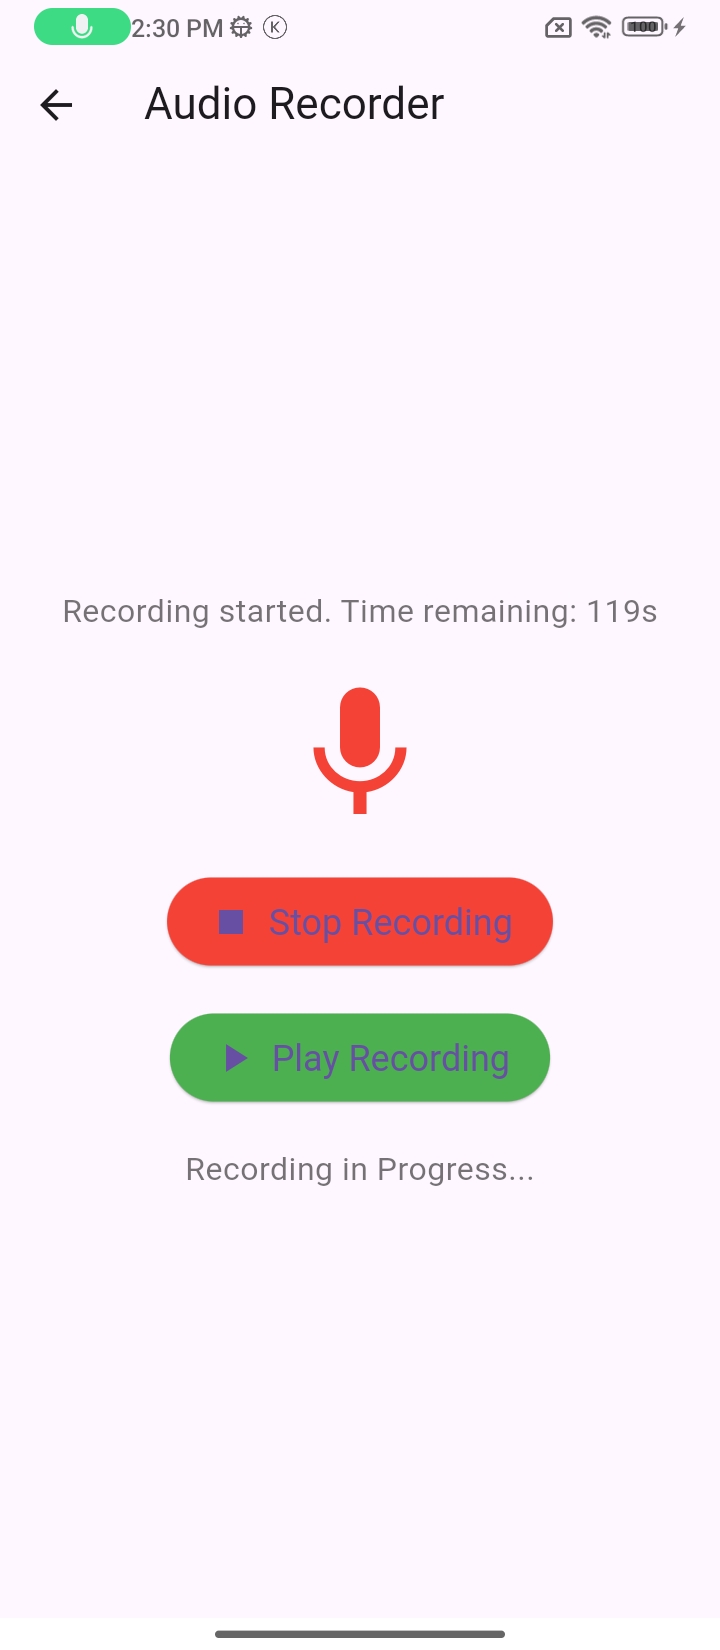 2:30 PM K 100
Audio Recorder
Recording started. Time remaining: 119s
Stop Recording
Play Recording
Recording in Progress...